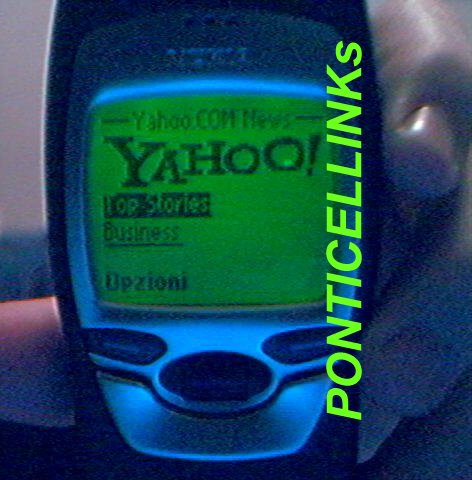 Yahoo.COM News
YAHOO!
Top Stories
Business
Opzioni
PONTICELLINKs